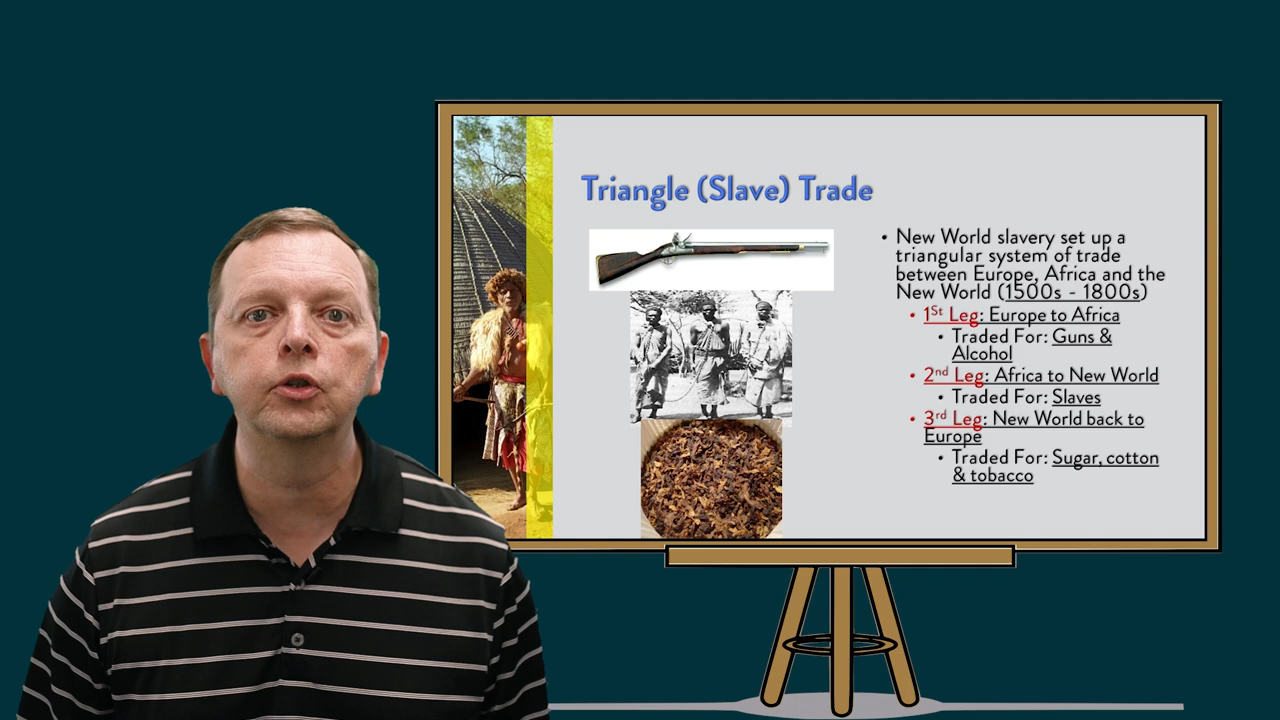 Triangle (Slave) Trade
• New World slavery set up a
triangular system of trade
between Europe, Africa and the
New World (1500s - 1800s)
• 1St Leg: Europe to Africa
• Traded For: Guns &
Alcohol
• 2nd Leg: Africa to New World
• Traded For: Slaves
• 3rd Leg: New World back to
Europe
• Traded For: Sugar, cotton
& tobacco